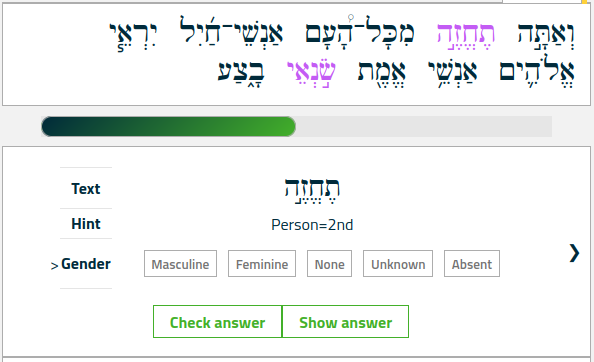 וְאַתָּ֣ה תֶחֱזֶ֣ה מִכָּל־הָ֠עָם אַנְשֵׁי־חַ֜יִל יִרְאֵ֧י
אֱלֹהִ֛ים אַנְשֵׁ֥י אֱמֶ֖ת שֹׂ֣נְאֵי בָ֑צַע
Text תֶחֱזֶ֣ה
Hint Person=2nd
>Gender Masculine Feminine None Unknown Absent
❯
Check answer Show answer